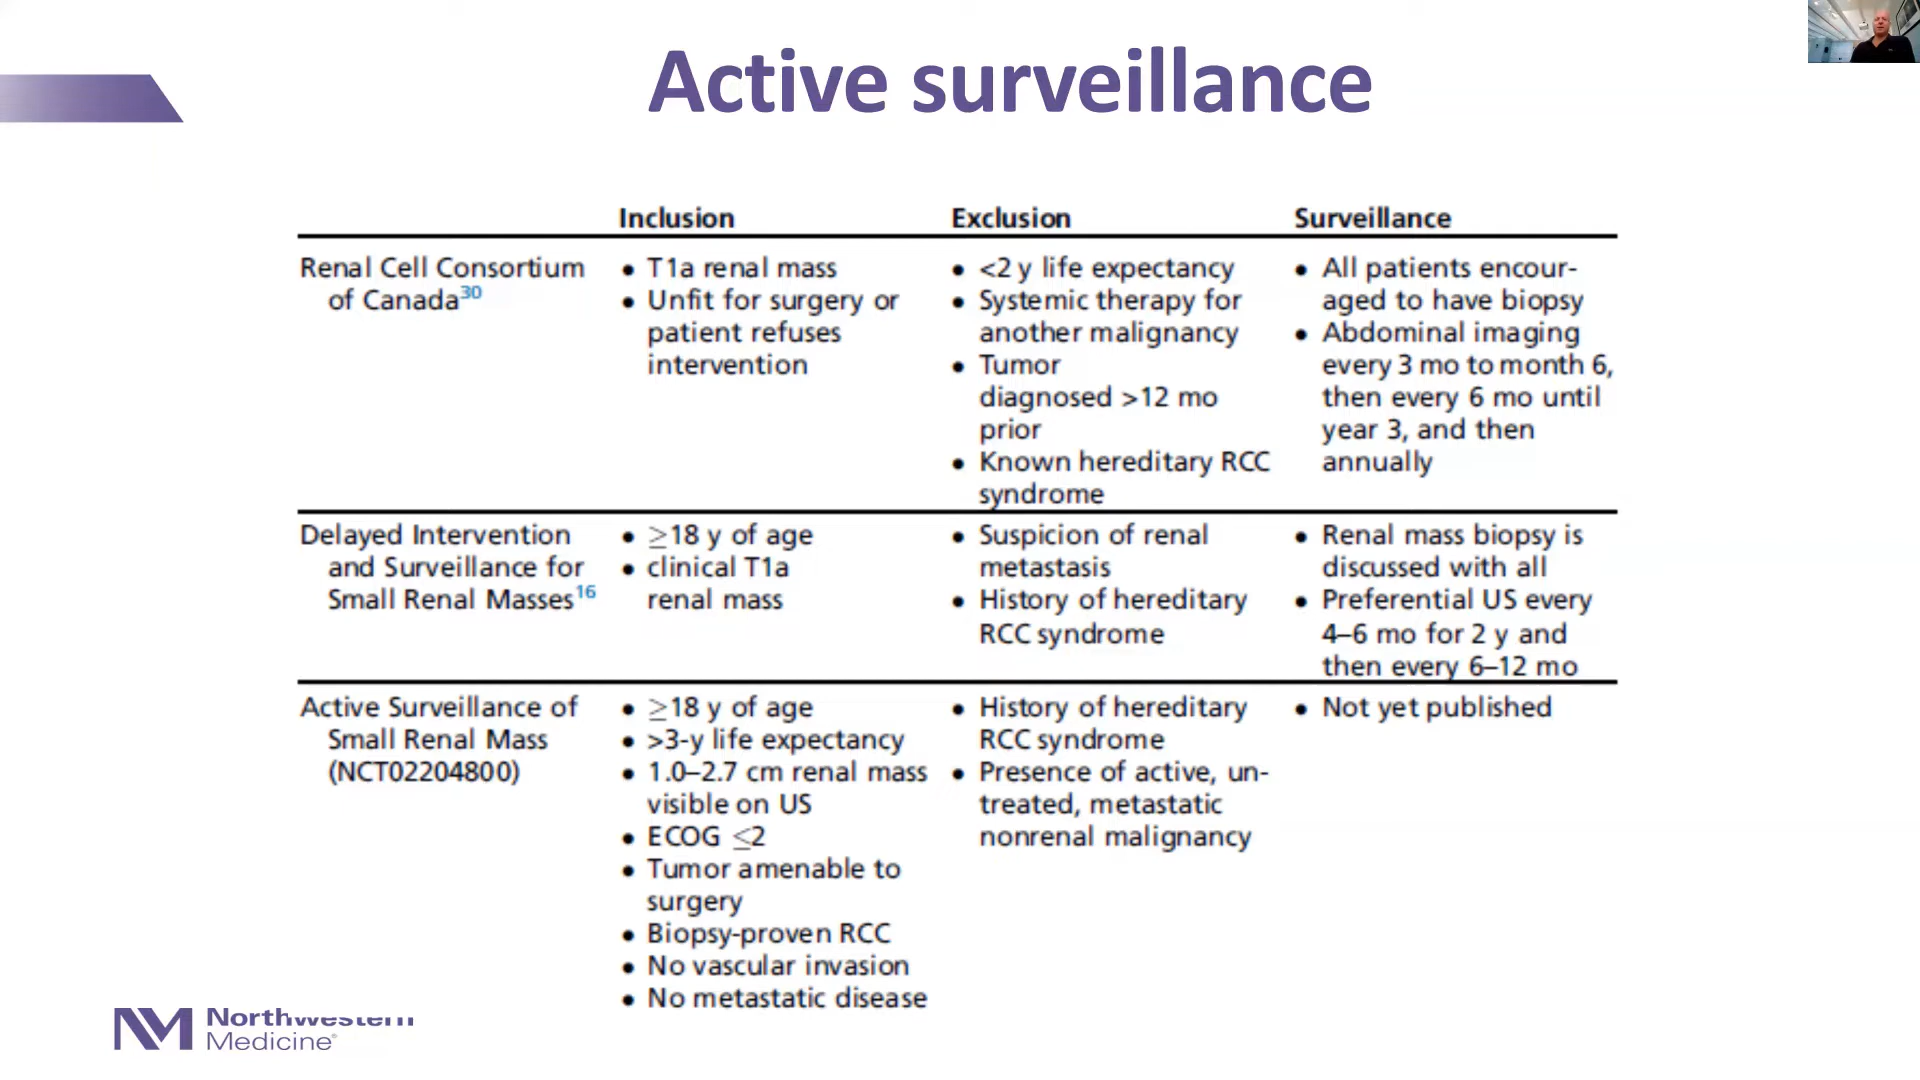 Active surveillance
Inclusion Exclusion Surveillance
Renal Cell Consortium
of Canada30
• T1a renal mass
• Unfit for surgery or
patient refuses
intervention
• <2 y life expectancy
• Systemic therapy for
another malignancy
• Tumor
diagnosed >12 mo
prior
• Known hereditary RCC
syndrome
• All patients encour-
aged to have biopsy
• Abdominal imaging
every 3 mo to month 6,
then every 6 mo until
year 3, and then
annually
Delayed Intervention
and Surveillance for
Small Renal Masses16
• ≥18 y of age
• clinical T1a
renal mass
• Suspicion of renal
metastasis
• History of hereditary
RCC syndrome
• Renal mass biopsy is
discussed with all
• Preferential US every
4–6 mo for 2 y and
then every 6–12 mo
Active Surveillance of
Small Renal Mass
(NCT02204800)
• ≥18 y of age
• >3-y life expectancy
• 1.0–2.7 cm renal mass
visible on US
• ECOG ≤2
• Tumor amenable to
surgery
• Biopsy-proven RCC
• No vascular invasion
• No metastatic disease
• History of hereditary
RCC syndrome
• Presence of active, un-
treated, metastatic
nonrenal malignancy
• Not yet published
NM Northwestern
Medicine®